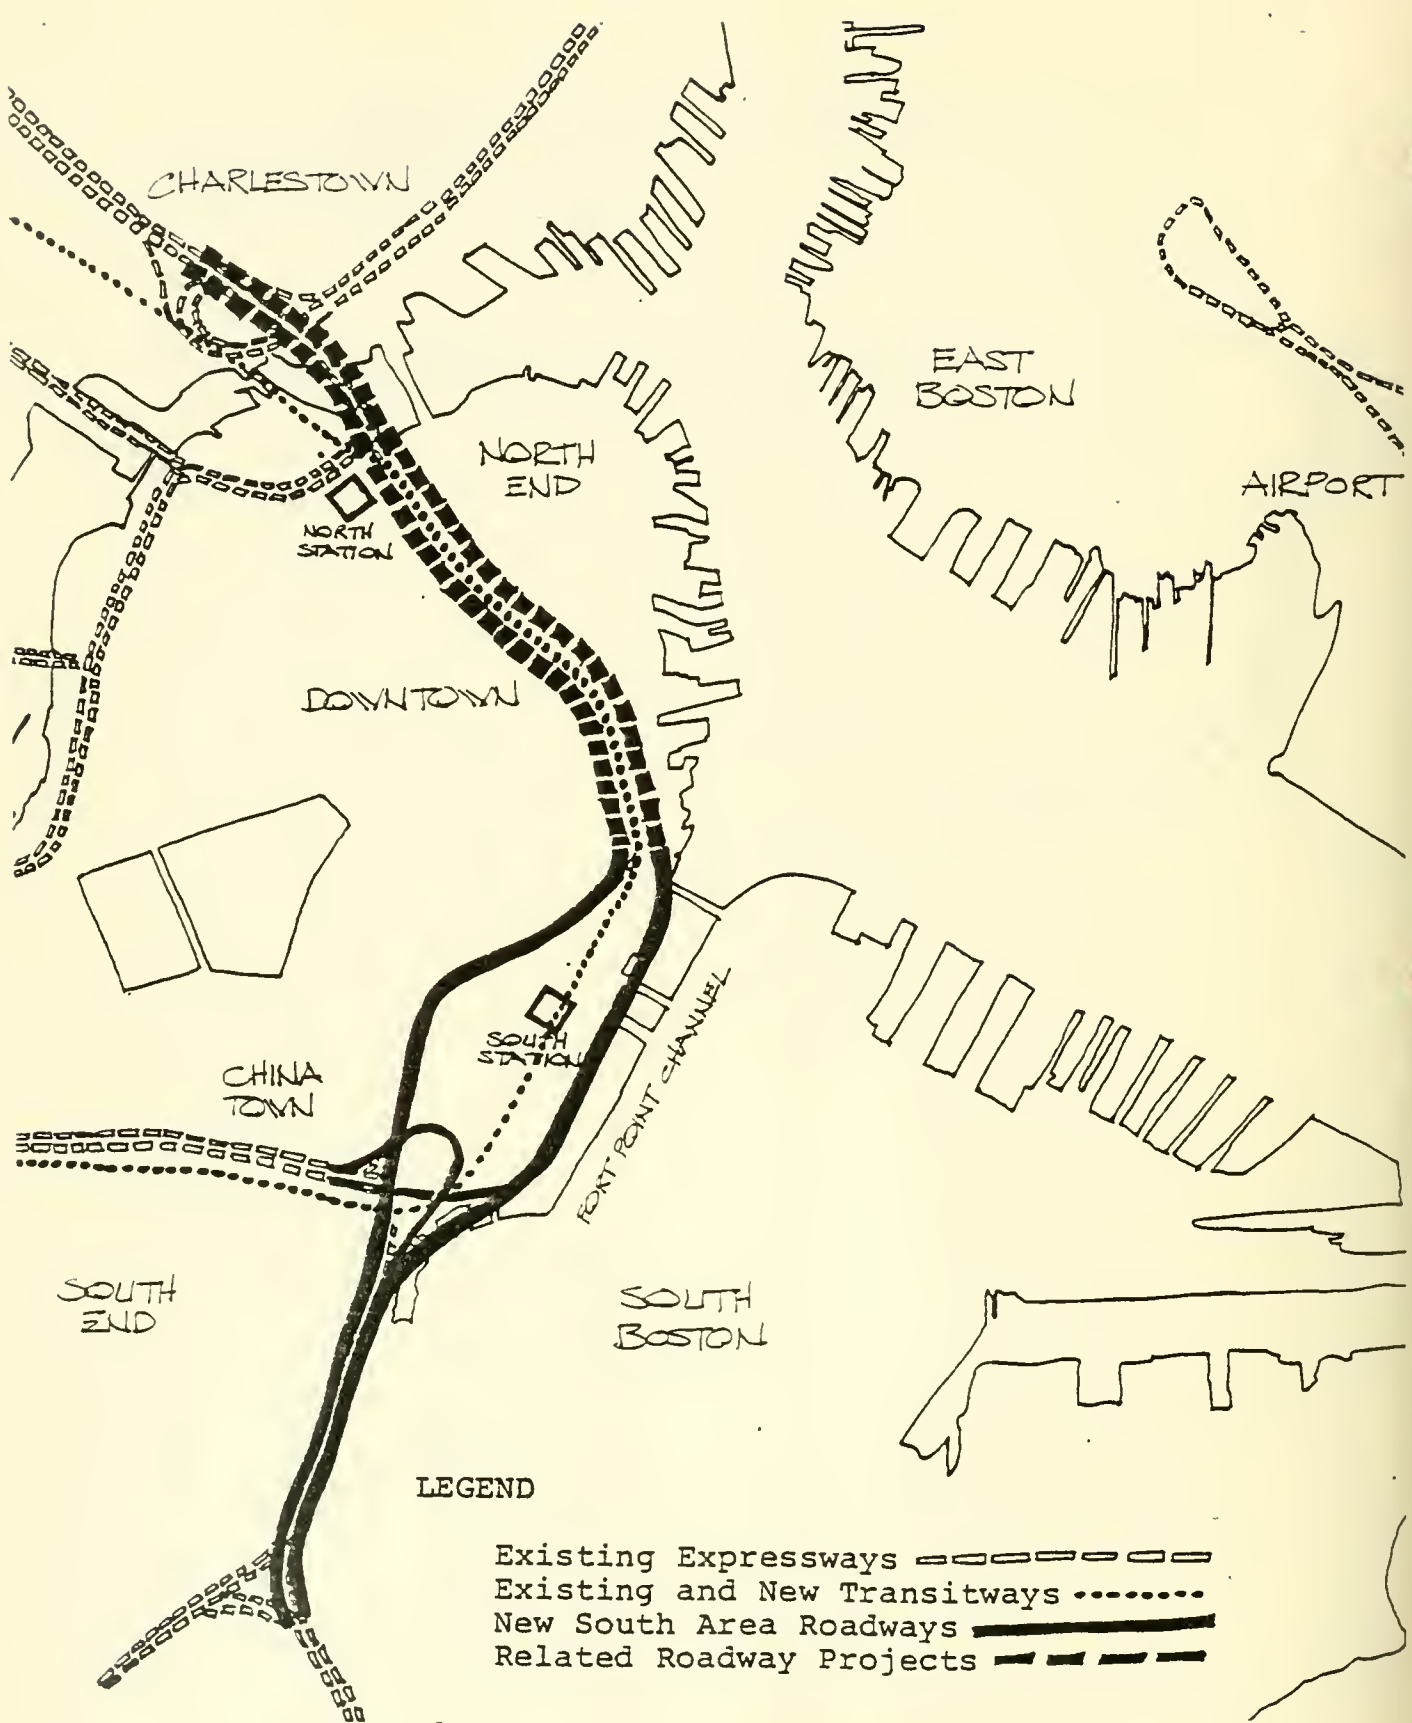 CHARLESTOWN
EAST
BOSTON
NORTH
END
AIRPORT
NORTH
STATION
DOWNTOWN
SOUTH
STATION
FORT POINT CHANNEL
CHINA
TOWN
SOUTH
END
SOUTH
BOSTON
LEGEND
Existing Expressways
Existing and New Transitways
New South Area Roadways
Related Roadway Projects